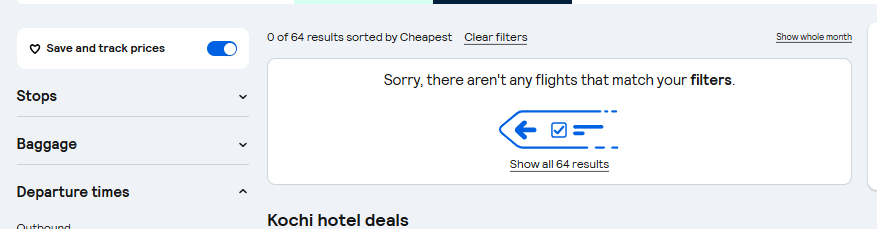 Save and track prices
Stops
Baggage
Departure times
Outbound
0 of 64 results sorted by Cheapest Clear filters Show whole month
Sorry, there aren't any flights that match your filters.
Show all 64 results
Kochi hotel deals